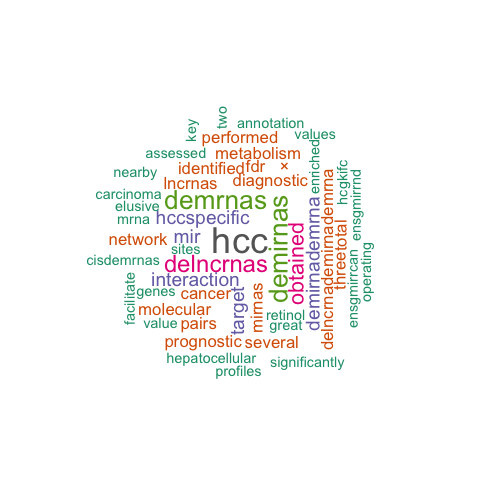 two
key
annotation
performed
values
assessed
metabolism
identified
fdr
×
enriched
nearby
lncrnas
diagnostic
hcgkifc
carcinoma
demrnas
elusive
mrna
hccspecific
demirnas
obtained
demirnademrna
delncrnademirnademrna
threetotal
ensgmirrnd
network
mir
hcc
sites
cisdemrnas
delncrnas
operating
interaction
facilitate
genes
cancer
target
mirnas
ensgmirrcan
molecular
retinol
value
pairs
great
prognostic
several
hepatocellular
significantly
profiles